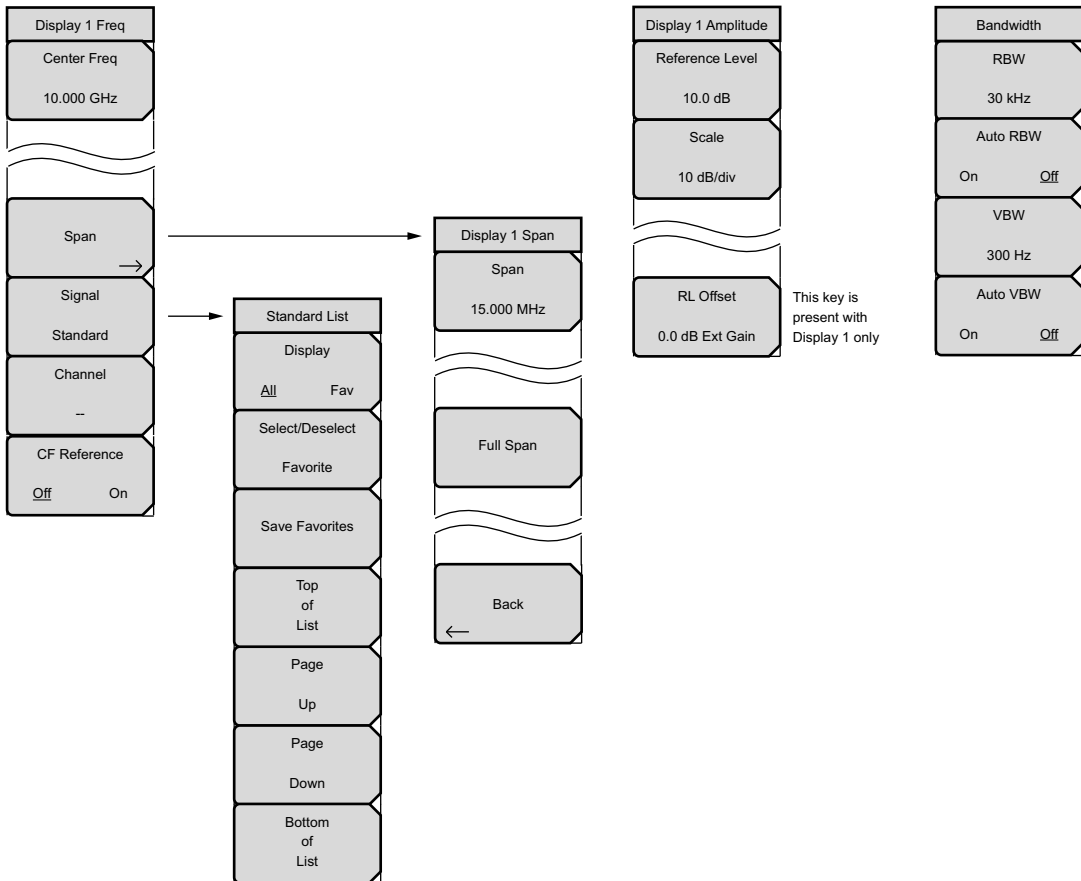 Display 1 Freq
Center Freq
10.000 GHz
Span
→
Signal
Standard
Channel
--
CF Reference
Off On
Standard List
Display
All Fav
Select/Deselect
Favorite
Save Favorites
Top
of
List
Page
Up
Page
Down
Bottom
of
List
Display 1 Span
Span
15.000 MHz
Full Span
Back
←
Display 1 Amplitude
Reference Level
10.0 dB
Scale
10 dB/div
RL Offset
0.0 dB Ext Gain
This key is
present with
Display 1 only
Bandwidth
RBW
30 kHz
Auto RBW
On Off
VBW
300 Hz
Auto VBW
On Off